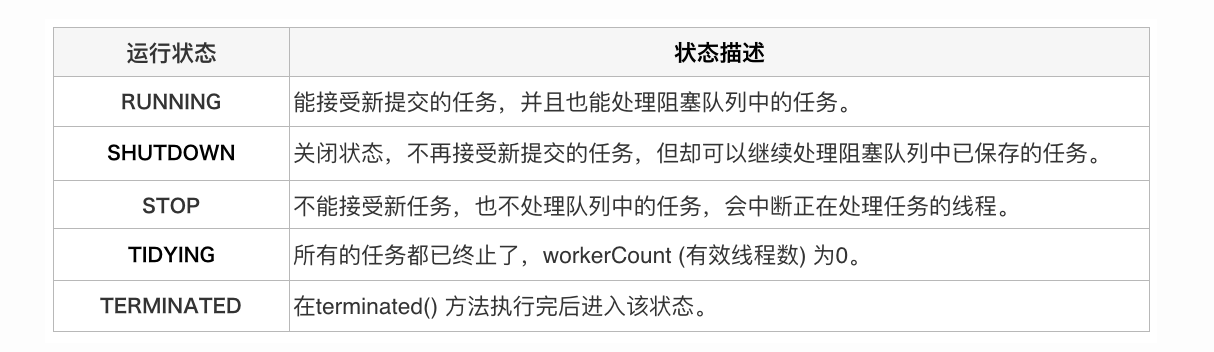 运行状态 状态描述
RUNNING 能接受新提交的任务，并且也能处理阻塞队列中的任务。
SHUTDOWN 关闭状态，不再接受新提交的任务，但却可以继续处理阻塞队列中已保存的任务。
STOP 不能接受新任务，也不处理队列中的任务，会中断正在处理任务的线程。
TIDYING 所有的任务都已终止了，workerCount (有效线程数) 为0。
TERMINATED 在terminated() 方法执行完后进入该状态。